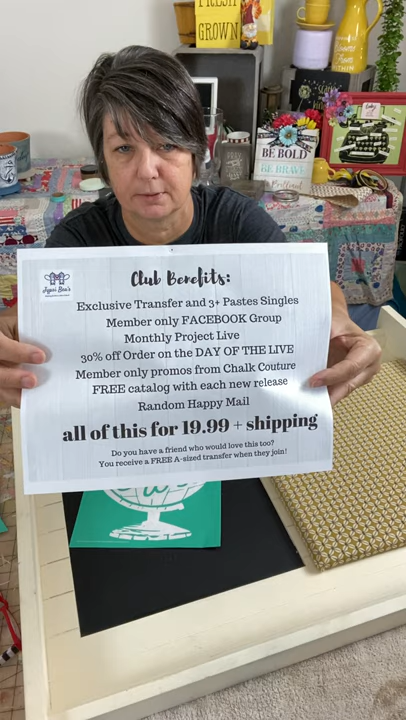 FRESH
GROWN
BE BOLD
BE BRAVE
Club Benefits:
Exclusive Transfer and 3+ Pastes Singles
Member only FACEBOOK Group
Monthly Project Live
30% off Order on the DAY OF THE LIVE
Member only promos from Chalk Couture
FREE catalog with each new release
Random Happy Mail
all of this for 19.99 + shipping
Do you have a friend who would love this too?
You receive a FREE A-sized transfer when they join!